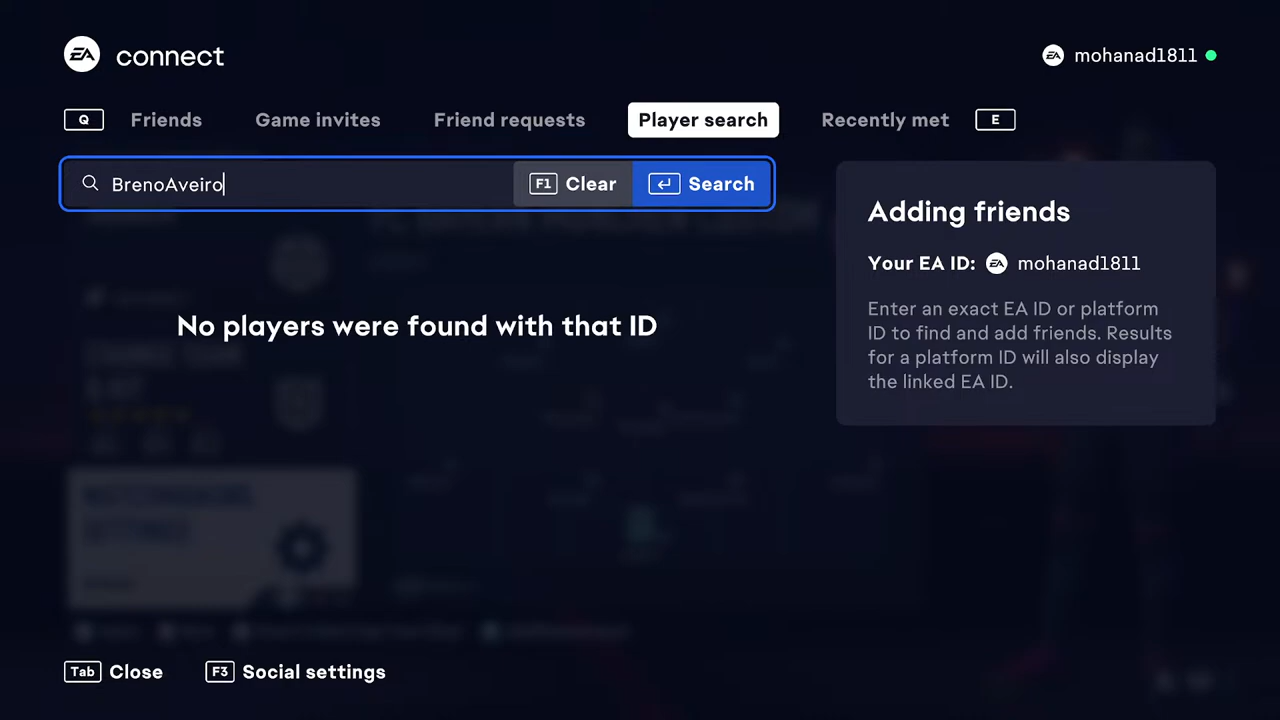 EA connect
EA mohanad1811
Q Friends Game invites Friend requests Player search Recently met E
BrenoAveiro F1 Clear Search
Adding friends
Your EA ID: EA mohanad1811
Enter an exact EA ID or platform
ID to find and add friends. Results
for a platform ID will also display
the linked EA ID.
No players were found with that ID
Tab Close F3 Social settings